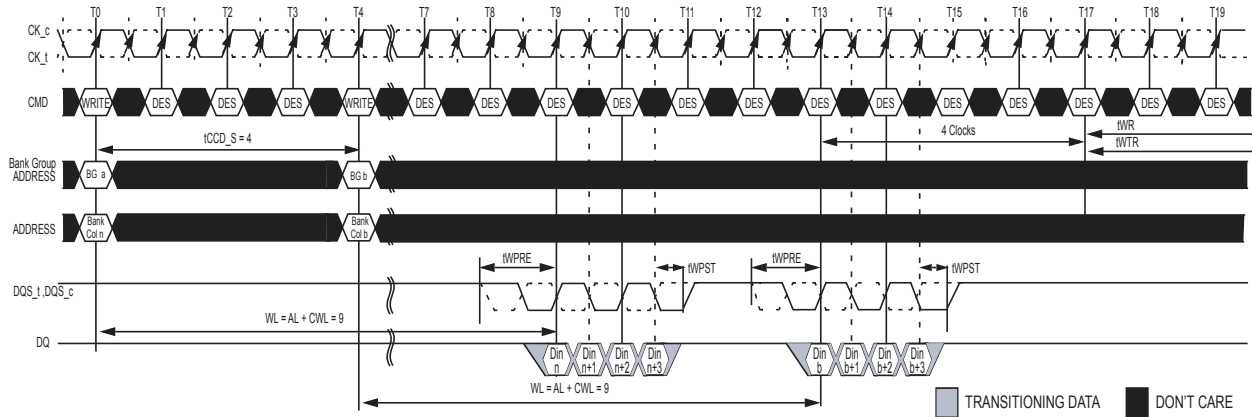 T0 T1 T2 T3 T4 T7 T8 T9 T10 T11 T12 T13 T14 T15 T16 T17 T18 T19
CK_c
CK_t
CMD WRITE DES DES DES WRITE DES DES DES DES DES DES DES DES DES DES DES DES DES
tCCD_S = 4
4 Clocks
tWR
tWTR
Bank Group
ADDRESS
BG a
BG b
ADDRESS
Bank
Col n
Bank
Col b
tWPRE
tWPST
tWPRE
tWPST
DQS_t ,DQS_c
WL = AL + CWL = 9
DQ
Din
n
Din
n+1
Din
n+2
Din
n+3
Din
b
Din
b+1
Din
b+2
Din
b+3
WL = AL + CWL = 9
TRANSITIONING DATA
DON'T CARE